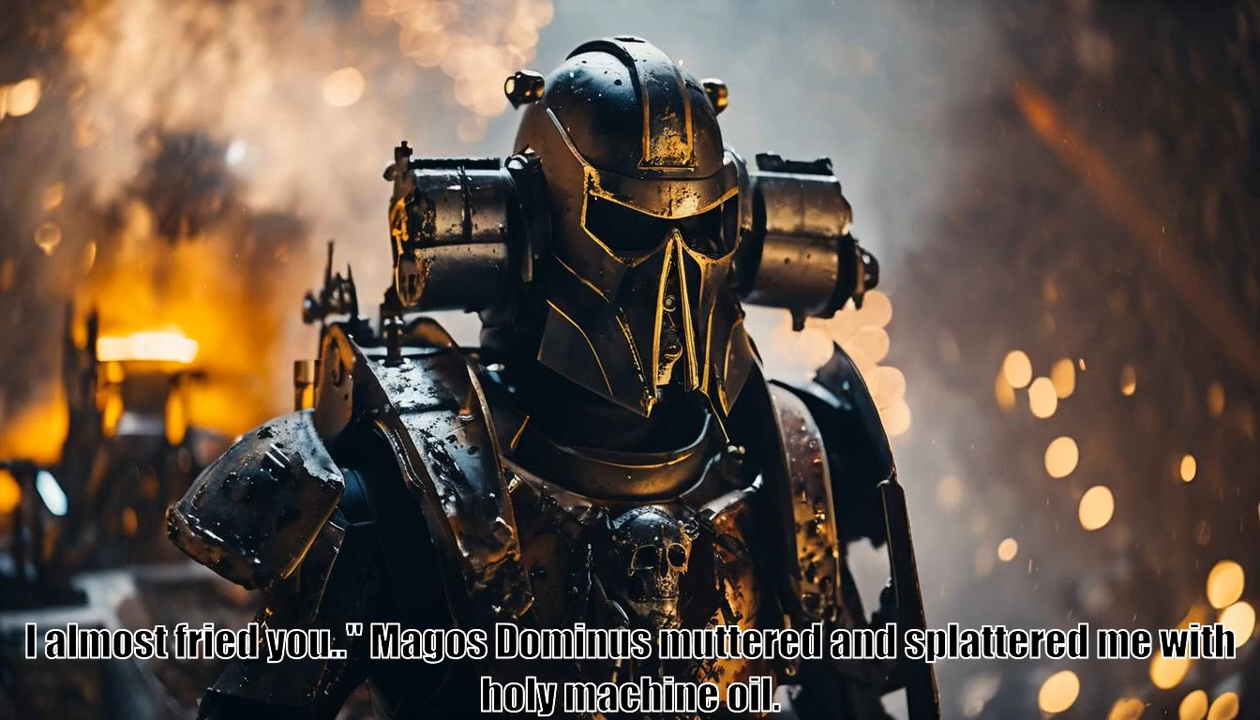 I almost fried you.." Magos Dominus muttered and splattered me with
holy machine oil.